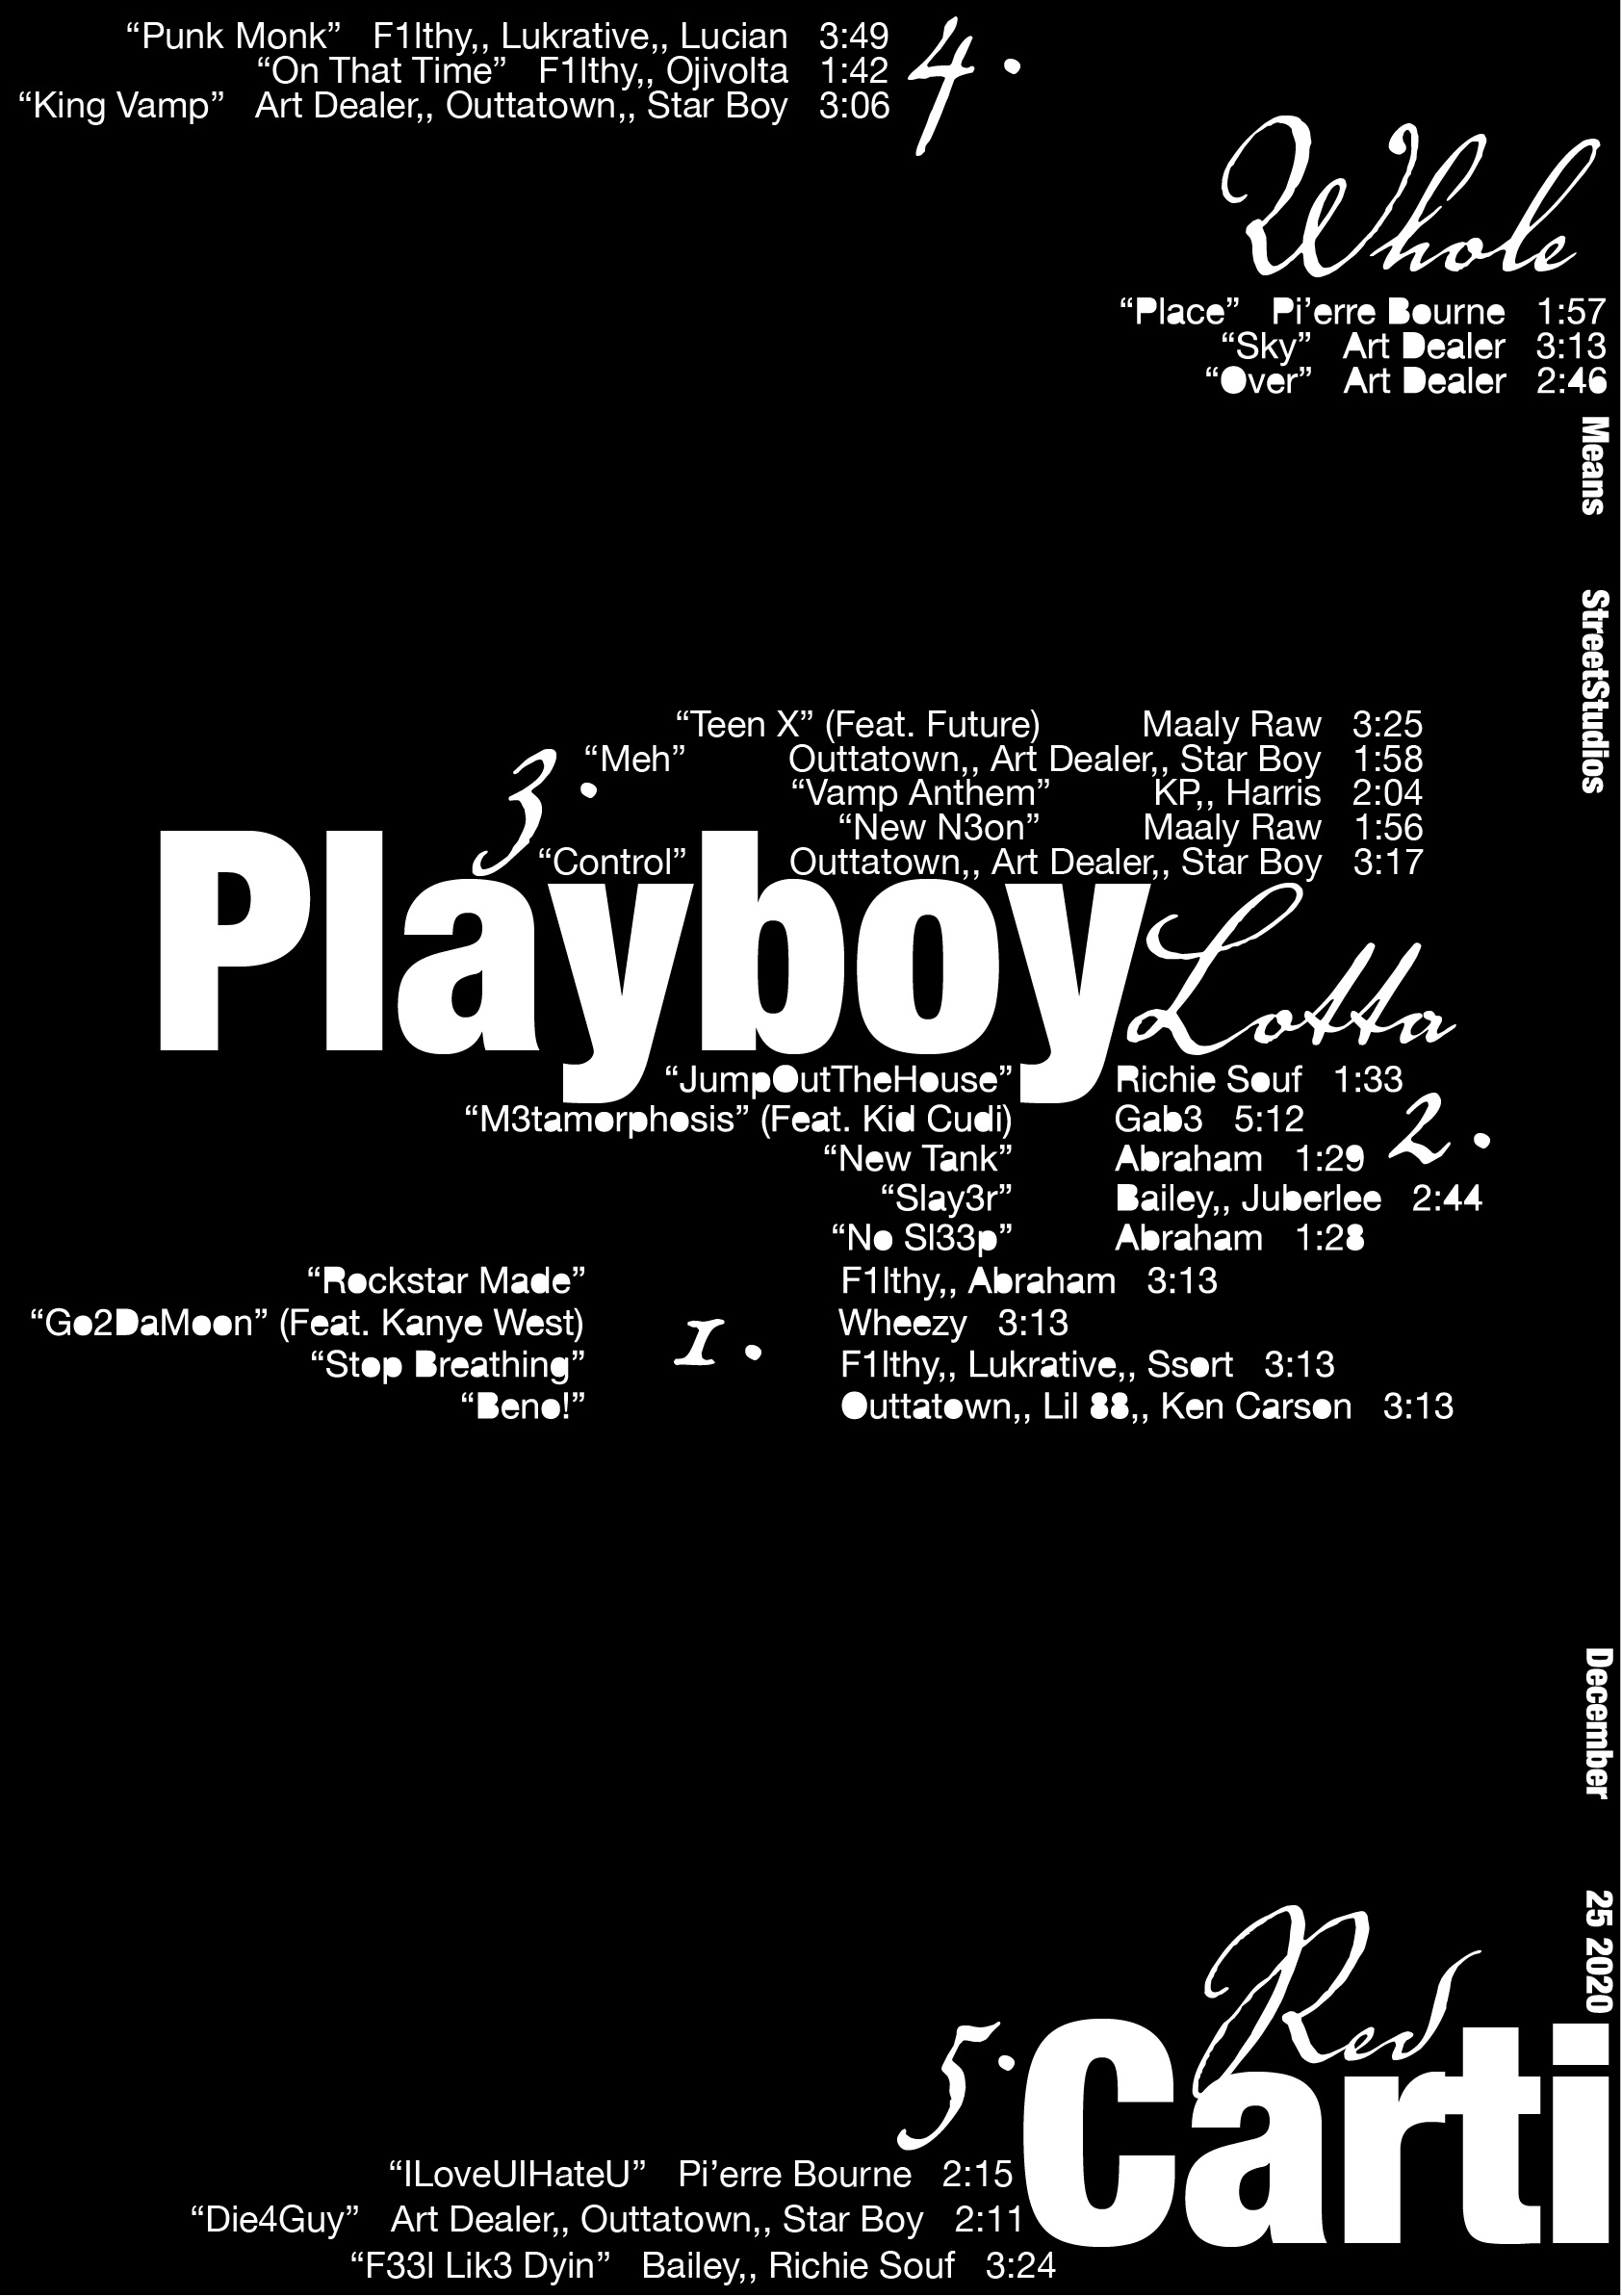 “Punk Monk” F1lthy,, Lukrative,, Lucian 3:49
“On That Time” F1lthy,, Ojivolta 1:42
“King Vamp” Art Dealer,, Outtatown,, Star Boy 3:06
4.
Whole
“Place” Pi’erre Bourne 1:57
“Sky” Art Dealer 3:13
“Over” Art Dealer 2:46
Means StreetStudios
“Teen X” (Feat. Future) Maaly Raw 3:25
“Meh” Outtatown,, Art Dealer,, Star Boy 1:58
“Vamp Anthem” KP,, Harris 2:04
“New N3on” Maaly Raw 1:56
“Control” Outtatown,, Art Dealer,, Star Boy 3:17
3.
Playboy
Lotta
“JumpOutTheHouse” Richie Souf 1:33
“M3tamorphosis” (Feat. Kid Cudi) Gab3 5:12
“New Tank” Abraham 1:29
“Slay3r” Bailey,, Juberlee 2:44
“No Sl33p” Abraham 1:28
2.
“Rockstar Made” F1lthy,, Abraham 3:13
“Go2DaMoon” (Feat. Kanye West) Wheezy 3:13
“Stop Breathing” F1lthy,, Lukrative,, Ssort 3:13
“Beno!” Outtatown,, Lil 88,, Ken Carson 3:13
1.
December 25 2020
Red
5.
Carti
“ILoveUIHateU” Pi’erre Bourne 2:15
“Die4Guy” Art Dealer,, Outtatown,, Star Boy 2:11
“F33l Lik3 Dyin” Bailey,, Richie Souf 3:24